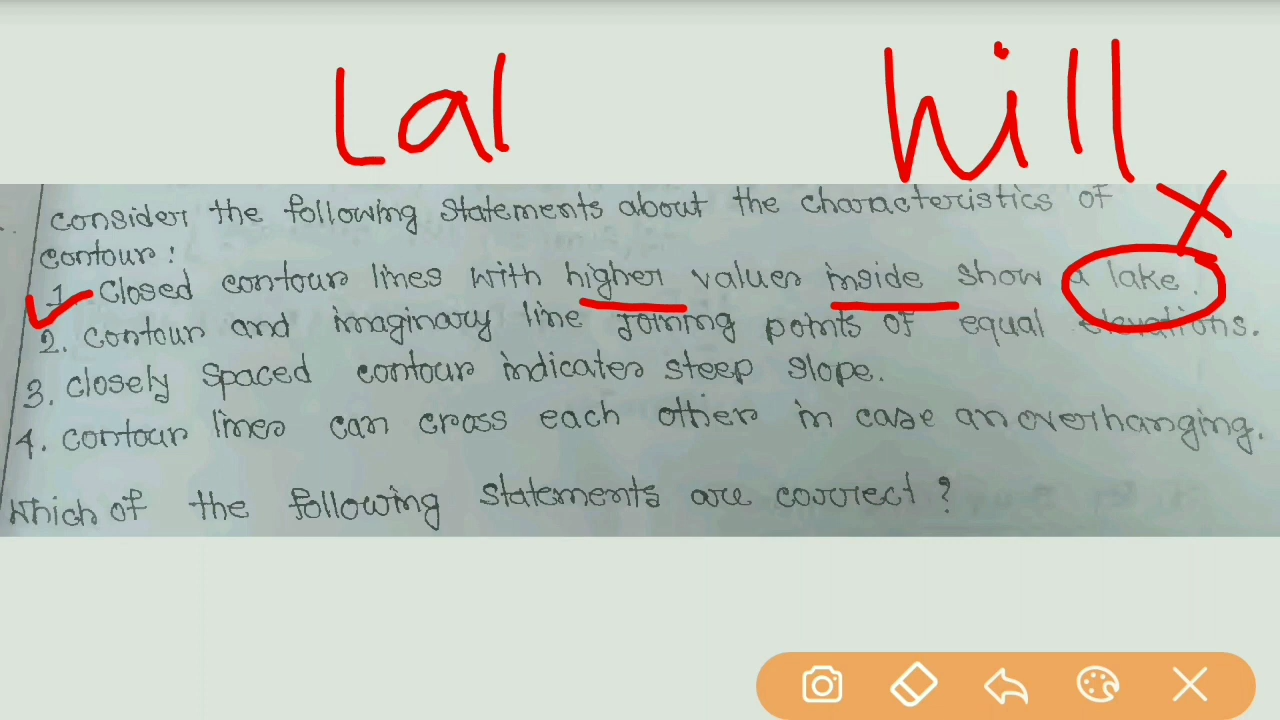 Lal hill
consider the following statements about the characteristics of
contour:
1. Closed contour lines with higher values inside show a lake.
2. contour and imaginary line joining points of equal elevations.
3. closely spaced contour indicates steep slope.
4. contour lines can cross each other in case an overhanging.
Which of the following statements are correct?